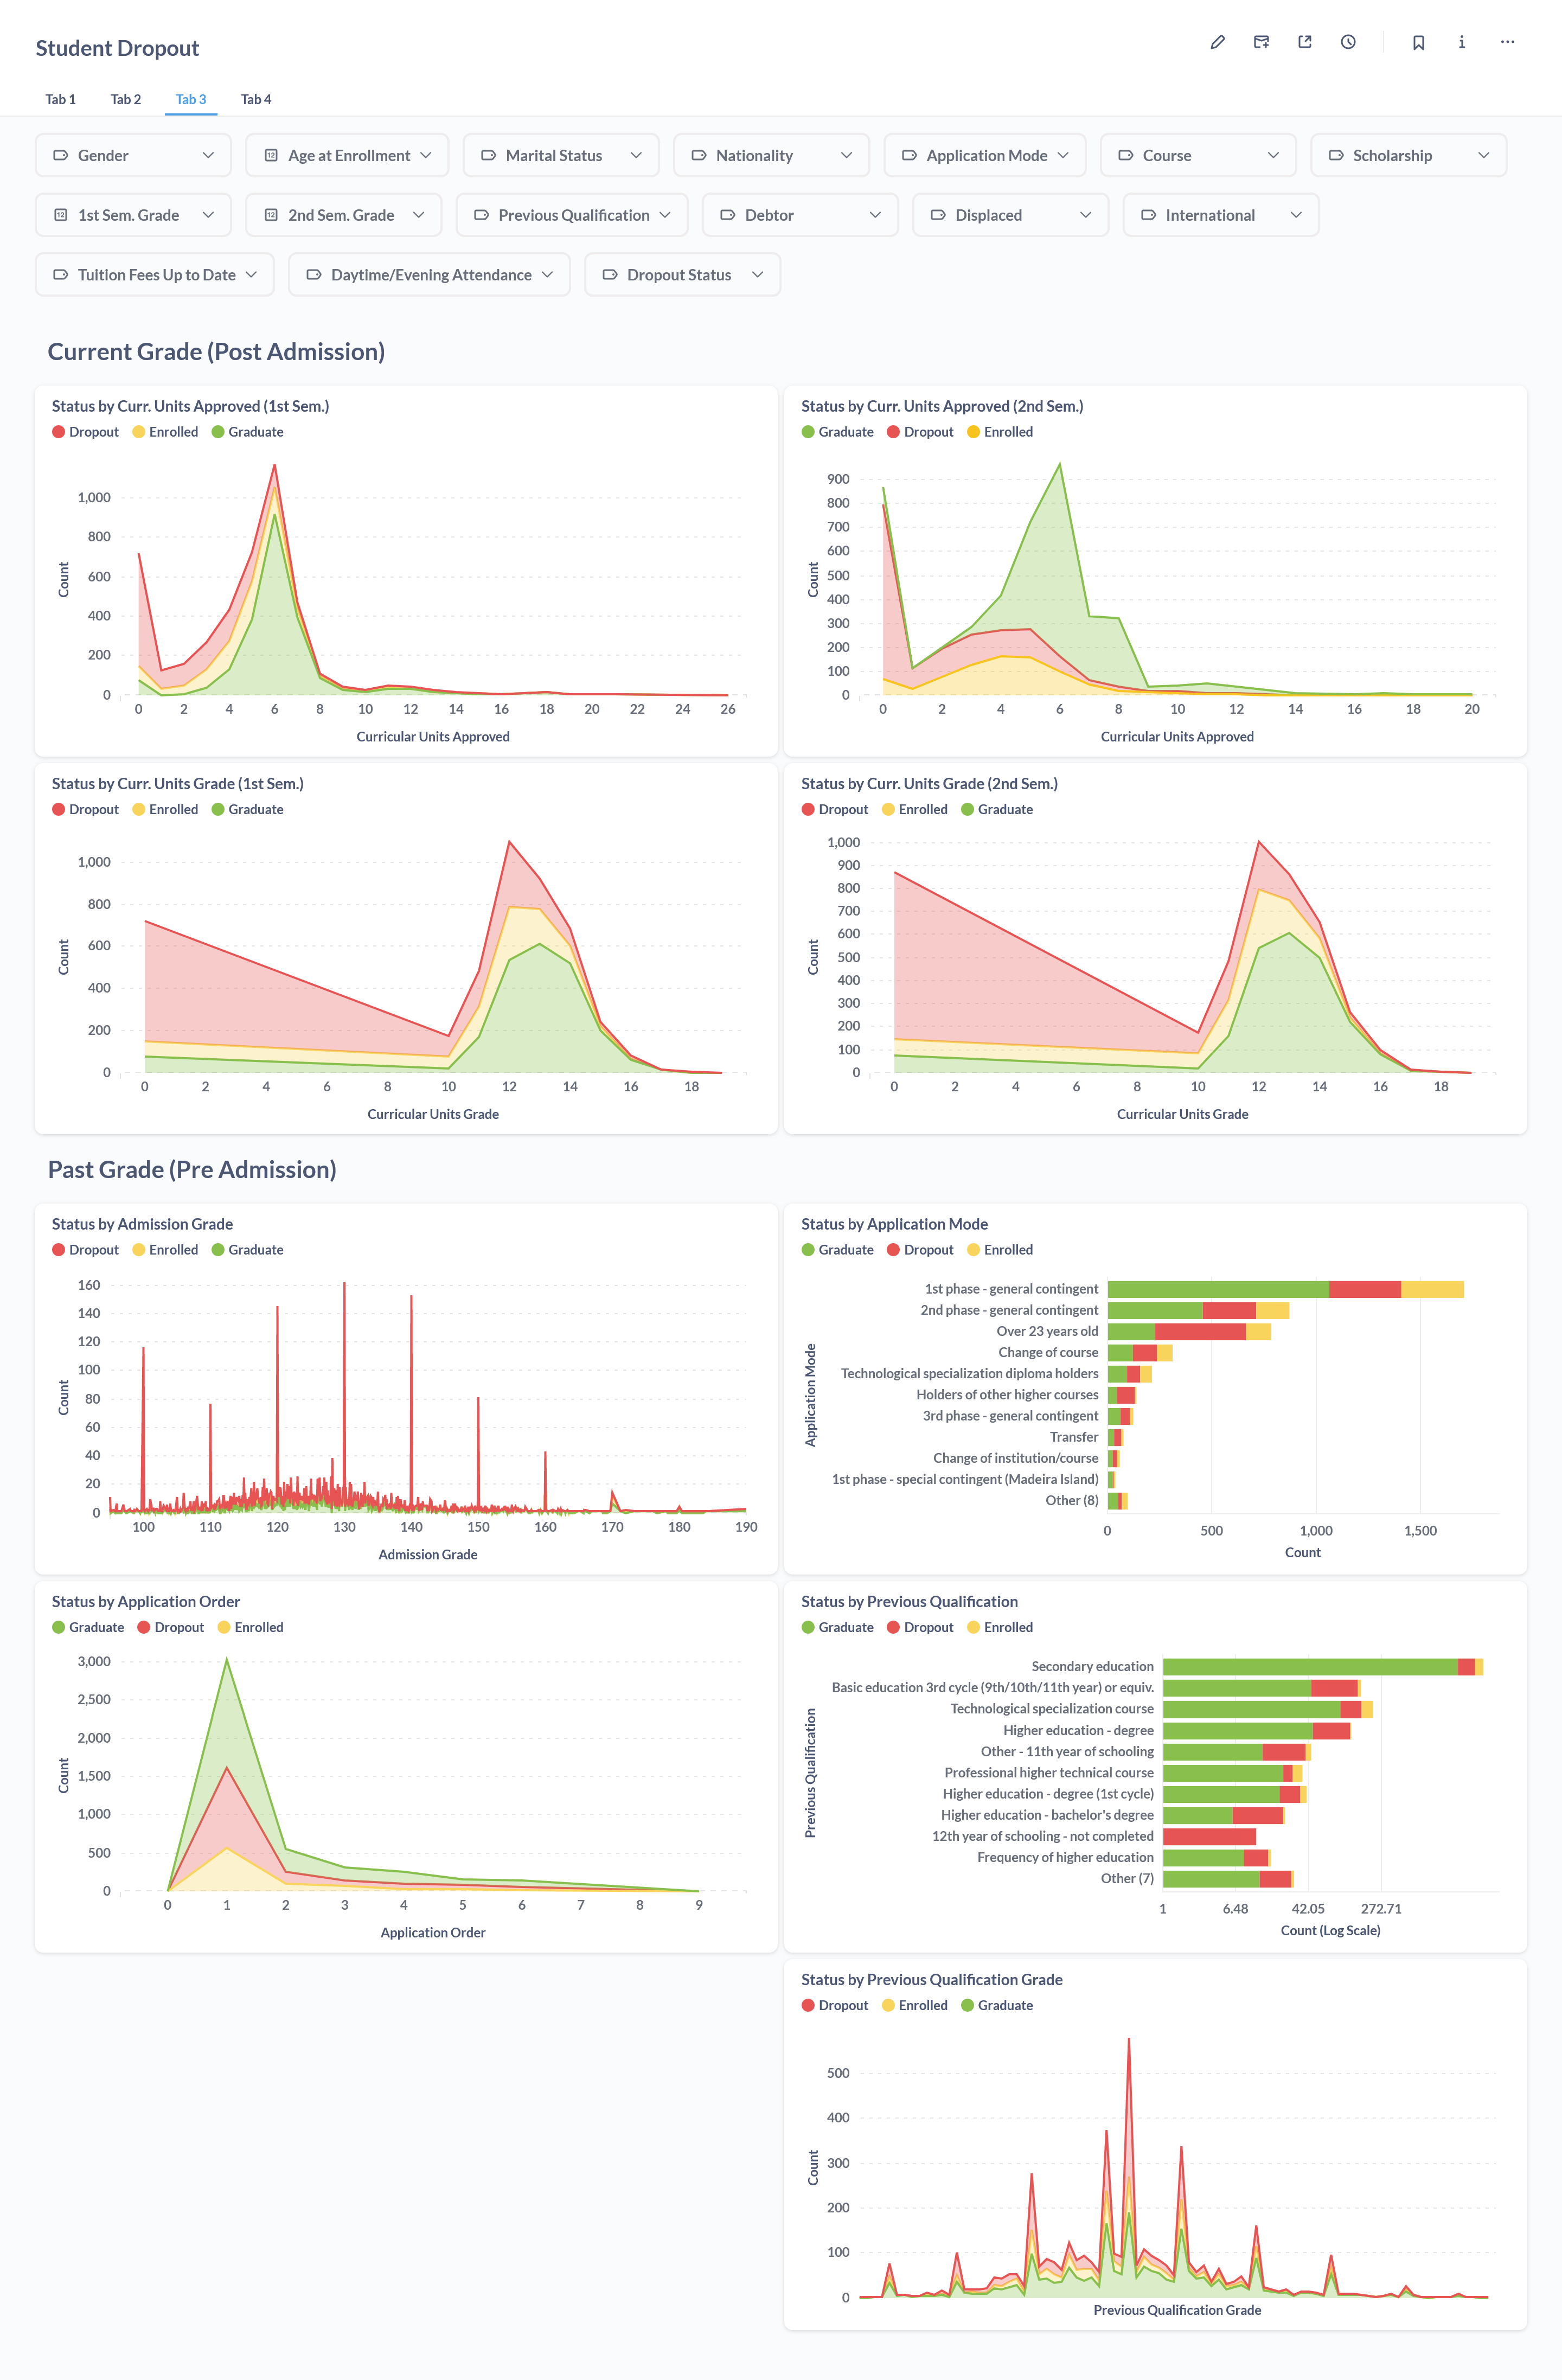 Student Dropout
Tab 1 Tab 2 Tab 3 Tab 4
Gender Age at Enrollment Marital Status Nationality Application Mode Course Scholarship
1st Sem. Grade 2nd Sem. Grade Previous Qualification Debtor Displaced International
Tuition Fees Up to Date Daytime/Evening Attendance Dropout Status
Current Grade (Post Admission)
Status by Curr. Units Approved (1st Sem.)
Dropout Enrolled Graduate
Count
1,000
800
600
400
200
0
0 2 4 6 8 10 12 14 16 18 20 22 24 26
Curricular Units Approved
Status by Curr. Units Approved (2nd Sem.)
Graduate Dropout Enrolled
Count
900
800
700
600
500
400
300
200
100
0
0 2 4 6 8 10 12 14 16 18 20
Curricular Units Approved
Status by Curr. Units Grade (1st Sem.)
Dropout Enrolled Graduate
Count
1,000
800
600
400
200
0
0 2 4 6 8 10 12 14 16 18
Curricular Units Grade
Status by Curr. Units Grade (2nd Sem.)
Dropout Enrolled Graduate
Count
1,000
900
800
700
600
500
400
300
200
100
0
0 2 4 6 8 10 12 14 16 18
Curricular Units Grade
Past Grade (Pre Admission)
Status by Admission Grade
Dropout Enrolled Graduate
Count
160
140
120
100
80
60
40
20
0
100 110 120 130 140 150 160 170 180 190
Admission Grade
Status by Application Mode
Graduate Dropout Enrolled
Application Mode
1st phase - general contingent
2nd phase - general contingent
Over 23 years old
Change of course
Technological specialization diploma holders
Holders of other higher courses
3rd phase - general contingent
Transfer
Change of institution/course
1st phase - special contingent (Madeira Island)
Other (8)
0 500 1,000 1,500
Count
Status by Application Order
Graduate Dropout Enrolled
Count
3,000
2,500
2,000
1,500
1,000
500
0
0 1 2 3 4 5 6 7 8 9
Application Order
Status by Previous Qualification
Graduate Dropout Enrolled
Previous Qualification
Secondary education
Basic education 3rd cycle (9th/10th/11th year) or equiv.
Technological specialization course
Higher education - degree
Other - 11th year of schooling
Professional higher technical course
Higher education - degree (1st cycle)
Higher education - bachelor's degree
12th year of schooling - not completed
Frequency of higher education
Other (7)
1 6.48 42.05 272.71
Count (Log Scale)
Status by Previous Qualification Grade
Dropout Enrolled Graduate
Count
500
400
300
200
100
0
Previous Qualification Grade